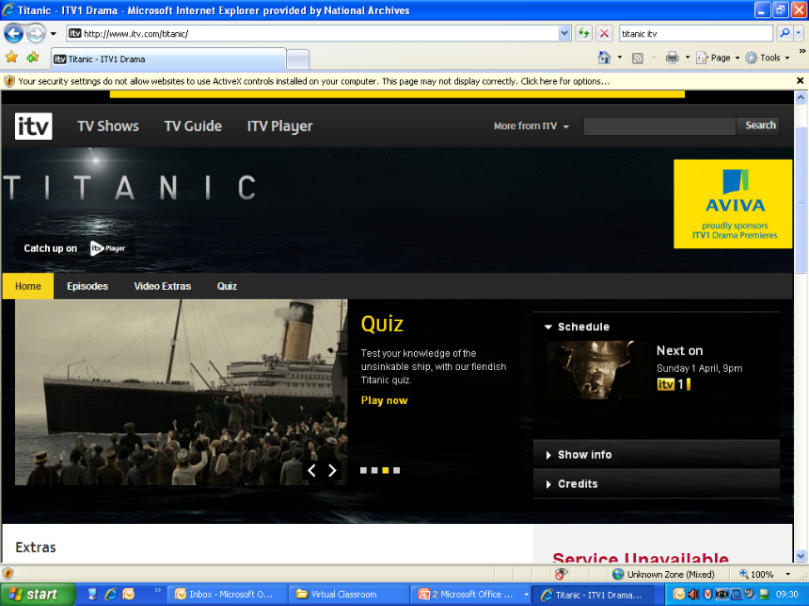 Titanic - ITV1 Drama - Microsoft Internet Explorer provided by National Archives
http://www.itv.com/titanic/
titanic itv
itv Titanic - ITV1 Drama
Page
Tools
Your security settings do not allow websites to use ActiveX controls installed on your computer. This page may not display correctly. Click here for options...
itv TV Shows TV Guide ITV Player
More from ITV Search
TITANIC
AVIVA
proudly sponsors
ITV1 Drama Premieres
Catch up on itv Player
Home Episodes Video Extras Quiz
Quiz
Test your knowledge of the
unsinkable ship, with our fiendish
Titanic quiz.
Play now
Schedule
Next on
Sunday 1 April, 9pm
itv 1
Show info
Credits
Extras
Service Unavailable
Unknown Zone (Mixed) 100%
start
Inbox - Microsoft O...
Virtual Classroom
2 Microsoft Office ...
Titanic - ITV1 Drama...
09:30